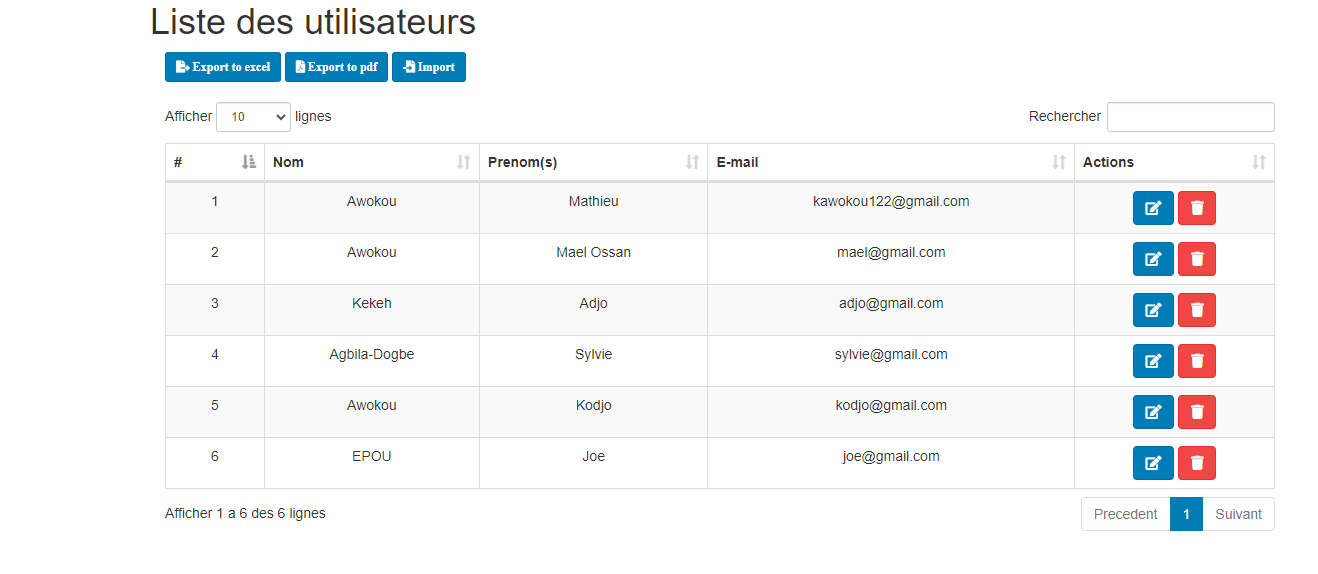 Liste des utilisateurs
Export to excel Export to pdf Import
Afficher 10 lignes Rechercher
# Nom Prenom(s) E-mail Actions
1 Awokou Mathieu kawokou122@gmail.com
2 Awokou Mael Ossan mael@gmail.com
3 Kekeh Adjo adjo@gmail.com
4 Agbila-Dogbe Sylvie sylvie@gmail.com
5 Awokou Kodjo kodjo@gmail.com
6 EPOU Joe joe@gmail.com
Afficher 1 a 6 des 6 lignes Precedent 1 Suivant